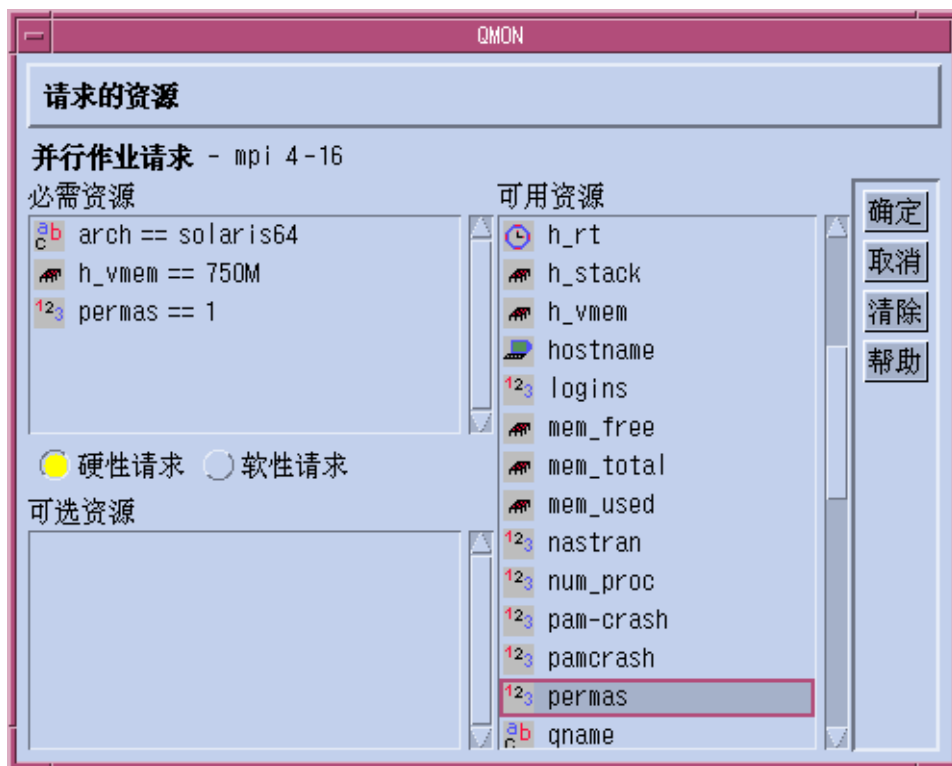 QMON
请求的资源
并行作业请求 - mpi 4-16
必需资源
arch == solaris64
h_vmem == 750M
permas == 1
硬性请求 软性请求
可选资源
可用资源
h_rt
h_stack
h_vmem
hostname
logins
mem_free
mem_total
mem_used
nastran
num_proc
pam-crash
pamcrash
permas
qname
确定
取消
清除
帮助